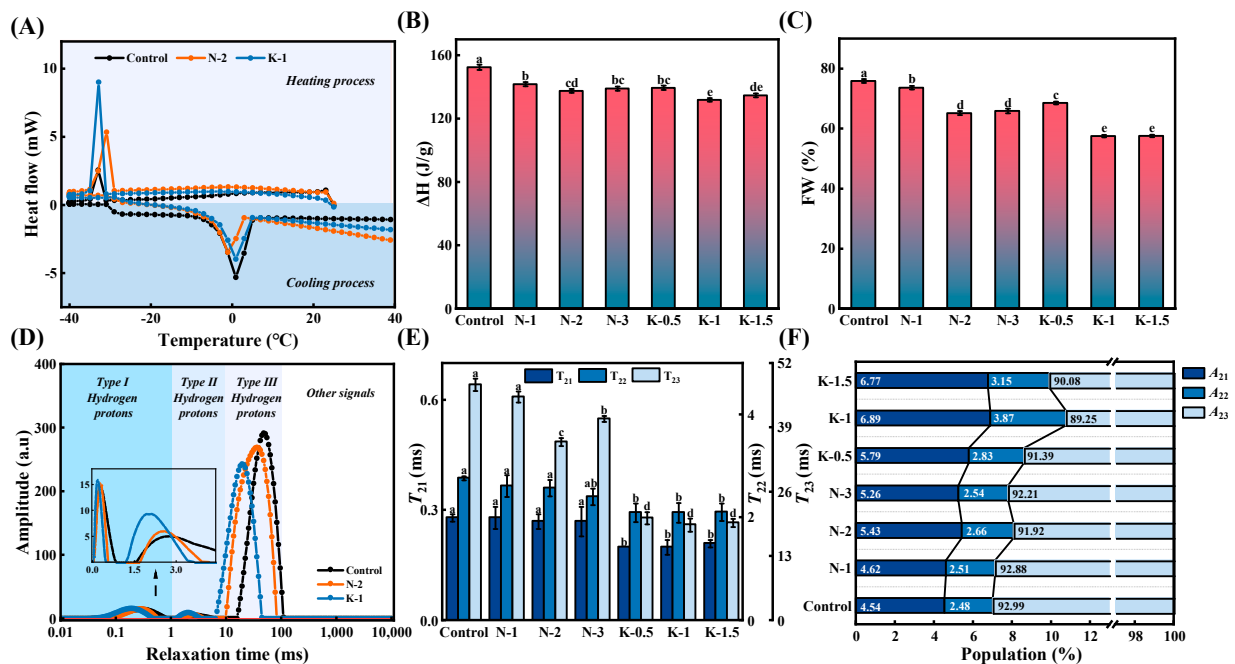 (A)
Control
N-2
K-1
Heating process
Cooling process
10
5
0
-5
Heat flow (mW)
-40
-20
0
20
40
Temperature (°C)
(B)
160
120
80
40
0
ΔH (J/g)
a
b
cd
bc
bc
e
de
Control
N-1
N-2
N-3
K-0.5
K-1
K-1.5
(C)
80
60
40
20
0
FW (%)
a
b
d
d
c
e
e
Control
N-1
N-2
N-3
K-0.5
K-1
K-1.5
(D)
400
350
300
250
200
150
100
50
0
Amplitude (a.u)
Type I
Hydrogen
protons
Type II
Hydrogen
protons
Type III
Hydrogen
protons
Other signals
15
10
5
0.0
1.5
3.0
I
Control
N-2
K-1
0.01
0.1
1
10
100
1000
10,000
Relaxation time (ms)
(E)
T21
T22
T23
0.6
0.3
0.0
T21 (ms)
a
a
a
a
a
a
a
a
c
a
ab
b
b
b
d
b
b
d
b
b
d
4
2
0
T22 (ms)
52
39
26
13
0
T23 (ms)
Control
N-1
N-2
N-3
K-0.5
K-1
K-1.5
(F)
A21
A22
A23
K-1.5
6.77
3.15
90.08
K-1
6.89
3.87
89.25
K-0.5
5.79
2.83
91.39
N-3
5.26
2.54
92.21
N-2
5.43
2.66
91.92
N-1
4.62
2.51
92.88
Control
4.54
2.48
92.99
0
2
4
6
8
10
12
98
100
Population (%)